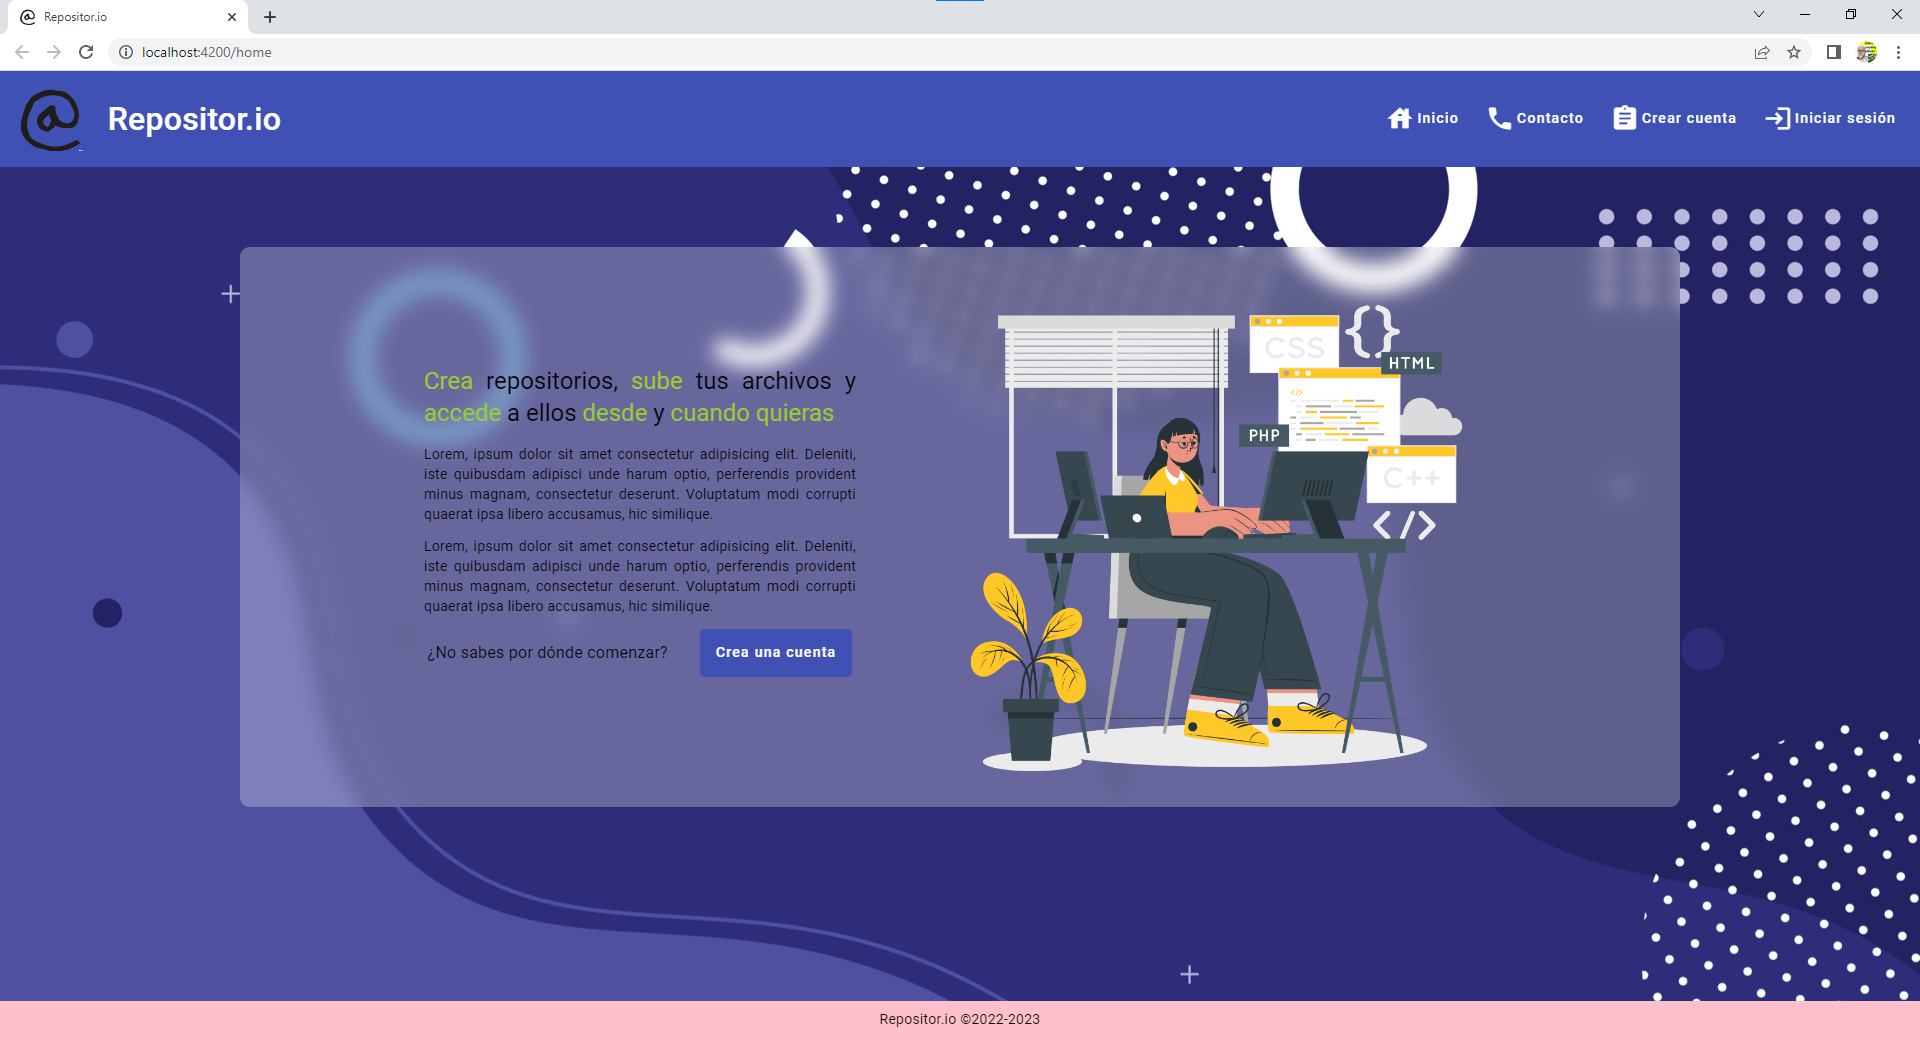 Repositor.io
localhost:4200/home
Repositor.io
Inicio
Contacto
Crear cuenta
Iniciar sesión
Crea repositorios, sube tus archivos y
accede a ellos desde y cuando quieras
Lorem, ipsum dolor sit amet consectetur adipisicing elit. Deleniti,
iste quibusdam adipisci unde harum optio, perferendis provident
minus magnam, consectetur deserunt. Voluptatum modi corrupti
quaerat ipsa libero accusamus, hic similique.
Lorem, ipsum dolor sit amet consectetur adipisicing elit. Deleniti,
iste quibusdam adipisci unde harum optio, perferendis provident
minus magnam, consectetur deserunt. Voluptatum modi corrupti
quaerat ipsa libero accusamus, hic similique.
¿No sabes por dónde comenzar?
Crea una cuenta
CSS
{}
HTML
</>
PHP
C++
</>
Repositor.io ©2022-2023